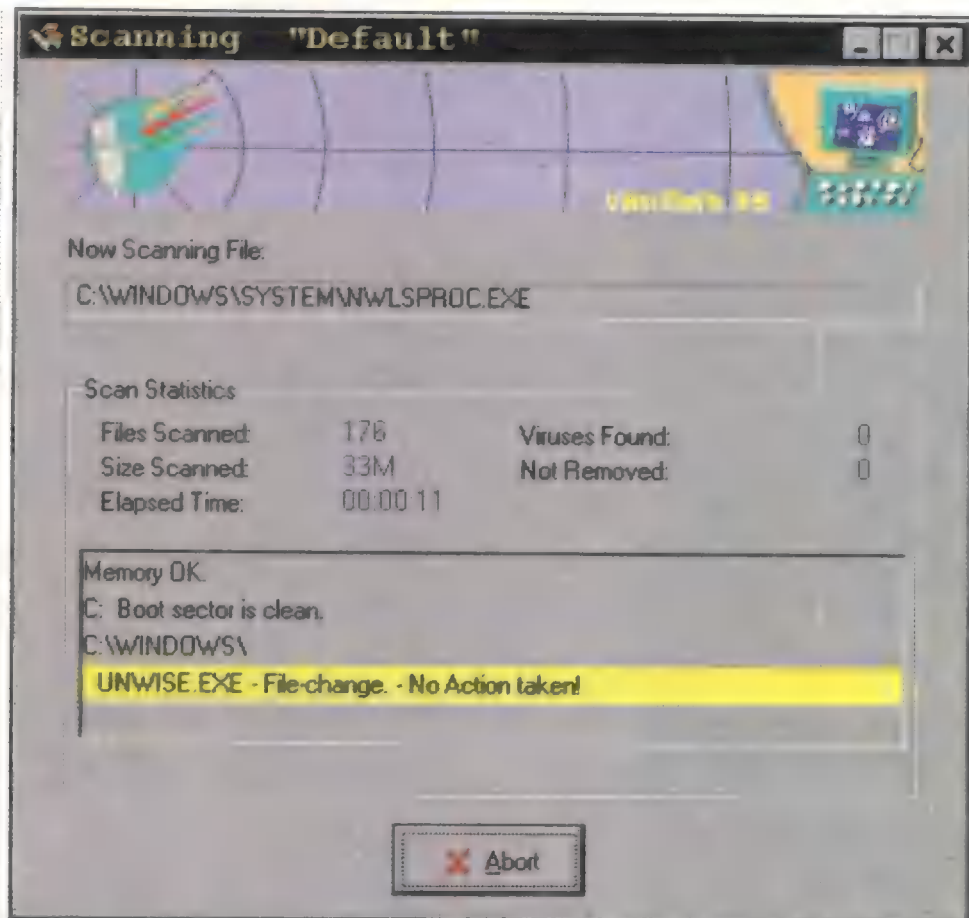 Scanning "Default"
Now Scanning File:
C:\WINDOWS\SYSTEM\NWLSPROC.EXE
Scan Statistics
Files Scanned: 176
Viruses Found: 0
Size Scanned: 33M
Not Removed: 0
Elapsed Time: 00:00:11
Memory OK.
C: Boot sector is clean.
C:\WINDOWS\
UNWISE.EXE - File-change. - No Action taken!
Abort